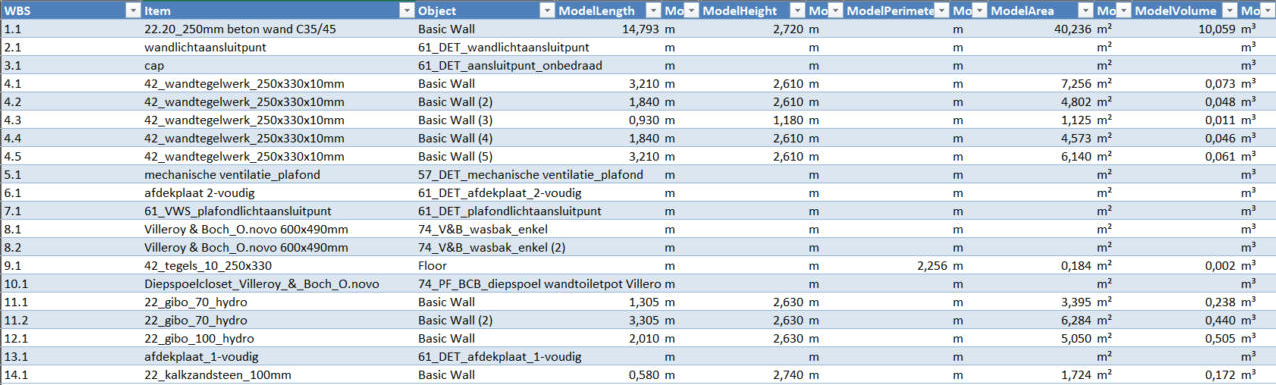 WBS Item Object ModelLength Mo ModelHeight Mo ModelPerimete Mo ModelArea Mo ModelVolume Mo
1.1 22.20_250mm beton wand C35/45 Basic Wall 14,793 m 2,720 m m 40,236 m² 10,059 m³
2.1 wandlichtaansluitpunt 61_DET_wandlichtaansluitpunt m m m m² m³
3.1 cap 61_DET_aansluitpunt_onbedraad m m m m² m³
4.1 42_wandtegelwerk_250x330x10mm Basic Wall 3,210 m 2,610 m m 7,256 m² 0,073 m³
4.2 42_wandtegelwerk_250x330x10mm Basic Wall (2) 1,840 m 2,610 m m 4,802 m² 0,048 m³
4.3 42_wandtegelwerk_250x330x10mm Basic Wall (3) 0,930 m 1,180 m m 1,125 m² 0,011 m³
4.4 42_wandtegelwerk_250x330x10mm Basic Wall (4) 1,840 m 2,610 m m 4,573 m² 0,046 m³
4.5 42_wandtegelwerk_250x330x10mm Basic Wall (5) 3,210 m 2,610 m m 6,140 m² 0,061 m³
5.1 mechanische ventilatie_plafond 57_DET_mechanische ventilatie_plafond m m m m² m³
6.1 afdekplaat 2-voudig 61_DET_afdekplaat_2-voudig m m m m² m³
7.1 61_VWS_plafondlichtaansluitpunt 61_DET_plafondlichtaansluitpunt m m m m² m³
8.1 Villeroy & Boch_O.novo 600x490mm 74_V&B_wasbak_enkel m m m m² m³
8.2 Villeroy & Boch_O.novo 600x490mm 74_V&B_wasbak_enkel (2) m m m m² m³
9.1 42_tegels_10_250x330 Floor m m 2,256 m 0,184 m² 0,002 m³
10.1 Diepspoelcloset_Villeroy_&_Boch_O.novo 74_PF_BCB_diepspoel wandtoiletpot Villero m m m m² m³
11.1 22_gibo_70_hydro Basic Wall 1,305 m 2,630 m m 3,395 m² 0,238 m³
11.2 22_gibo_70_hydro Basic Wall (2) 3,305 m 2,630 m m 6,284 m² 0,440 m³
12.1 22_gibo_100_hydro Basic Wall 2,010 m 2,630 m m 5,050 m² 0,505 m³
13.1 afdekplaat_1-voudig 61_DET_afdekplaat_1-voudig m m m m² m³
14.1 22_kalkzandsteen_100mm Basic Wall 0,580 m 2,740 m m 1,724 m² 0,172 m³